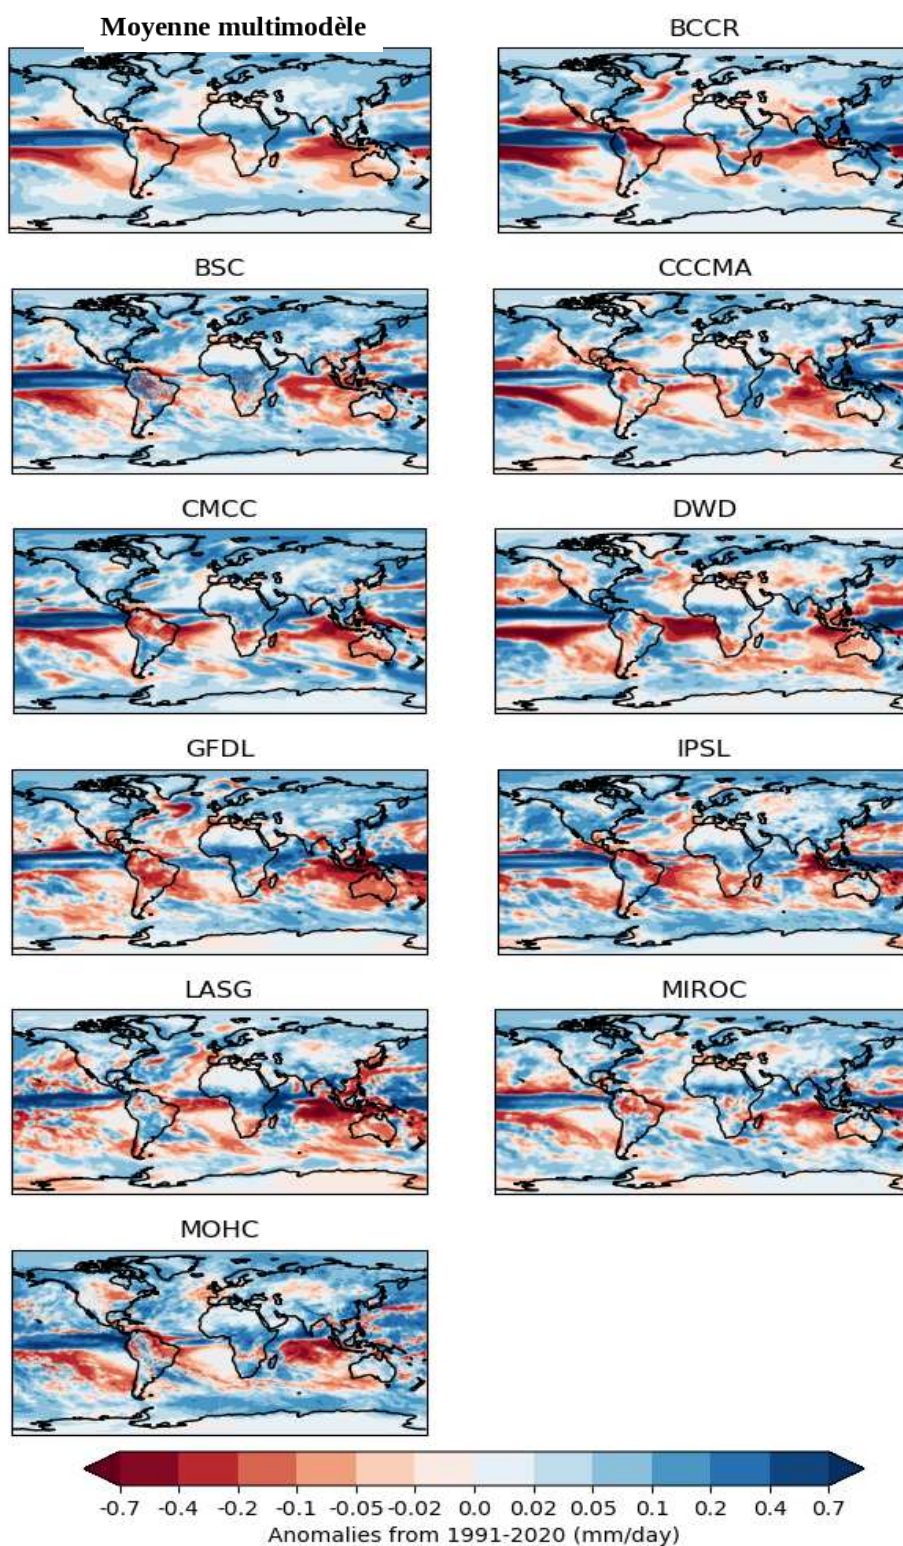 Moyenne multimodèle
BCCR
BSC
CCCMA
CMCC
DWD
GFDL
IPSL
LASG
MIROC
MOHC
-0.7 -0.4 -0.2 -0.1 -0.05 -0.02 0.0 0.02 0.05 0.1 0.2 0.4 0.7
Anomalies from 1991-2020 (mm/day)